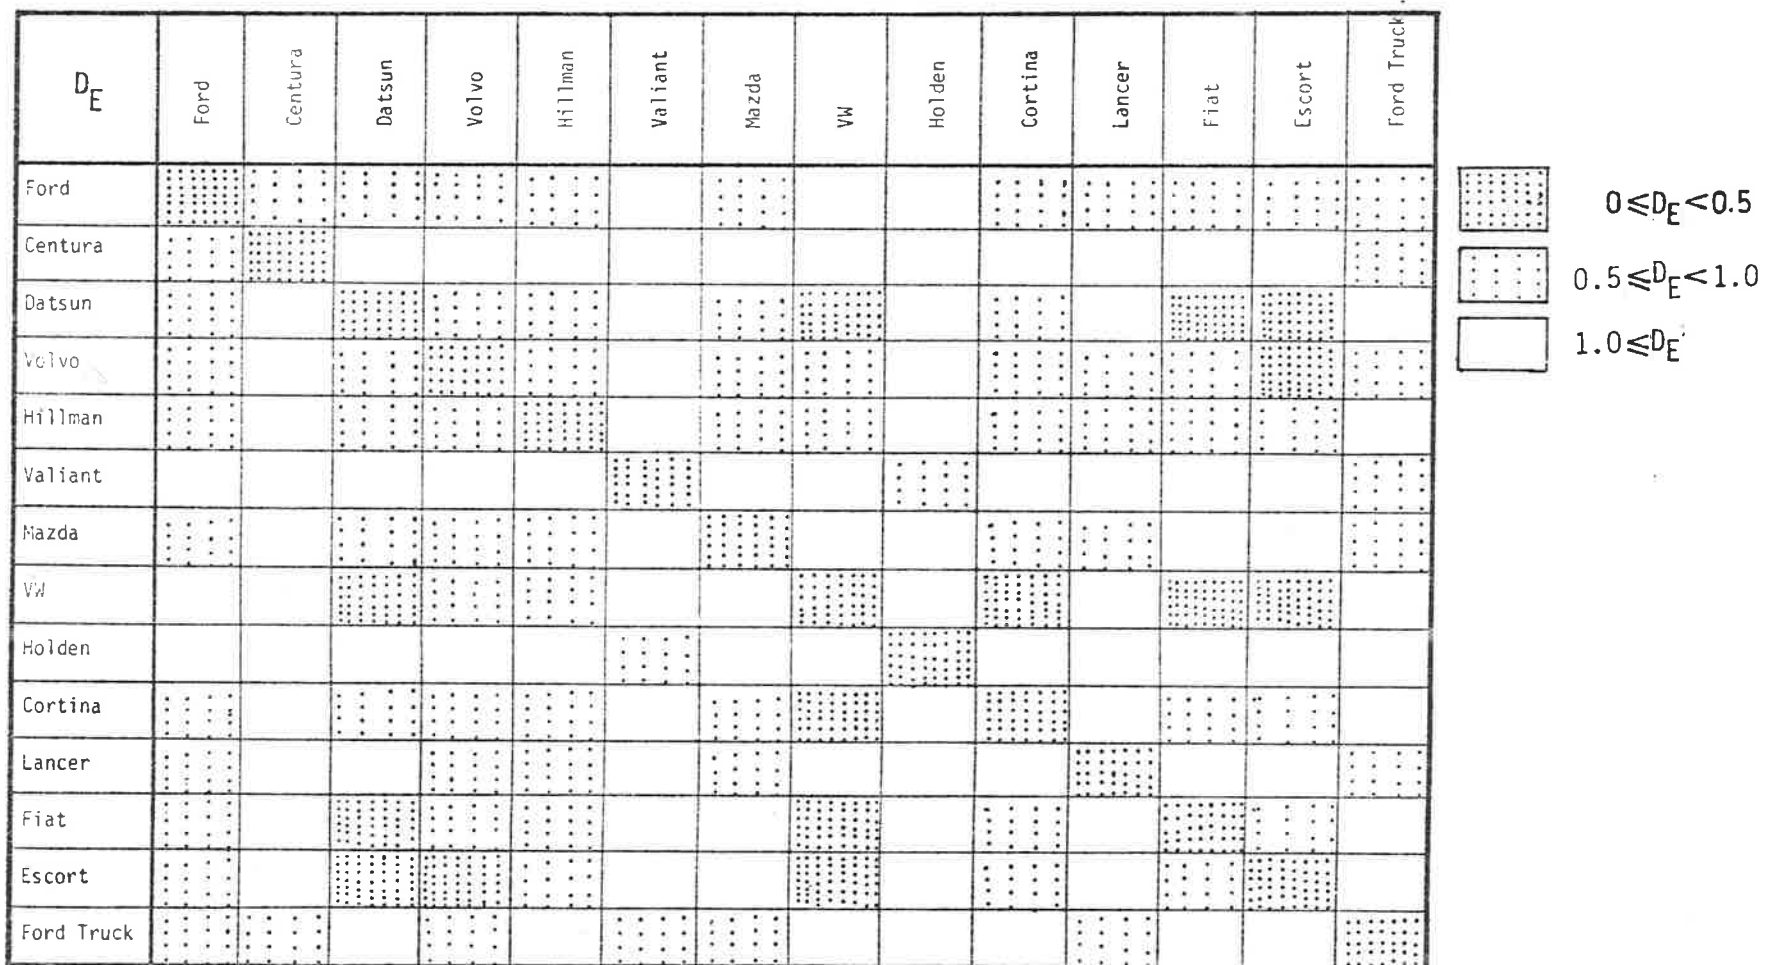 D_E Ford Centura Datsun Volvo Hillman Valiant Mazda VW Holden Cortina Lancer Fiat Escort Ford Truck
Ford
Centura
Datsun
Volvo
Hillman
Valiant
Mazda
VW
Holden
Cortina
Lancer
Fiat
Escort
Ford Truck
0⩽D_E<0.5
0.5⩽D_E<1.0
1.0⩽D_E